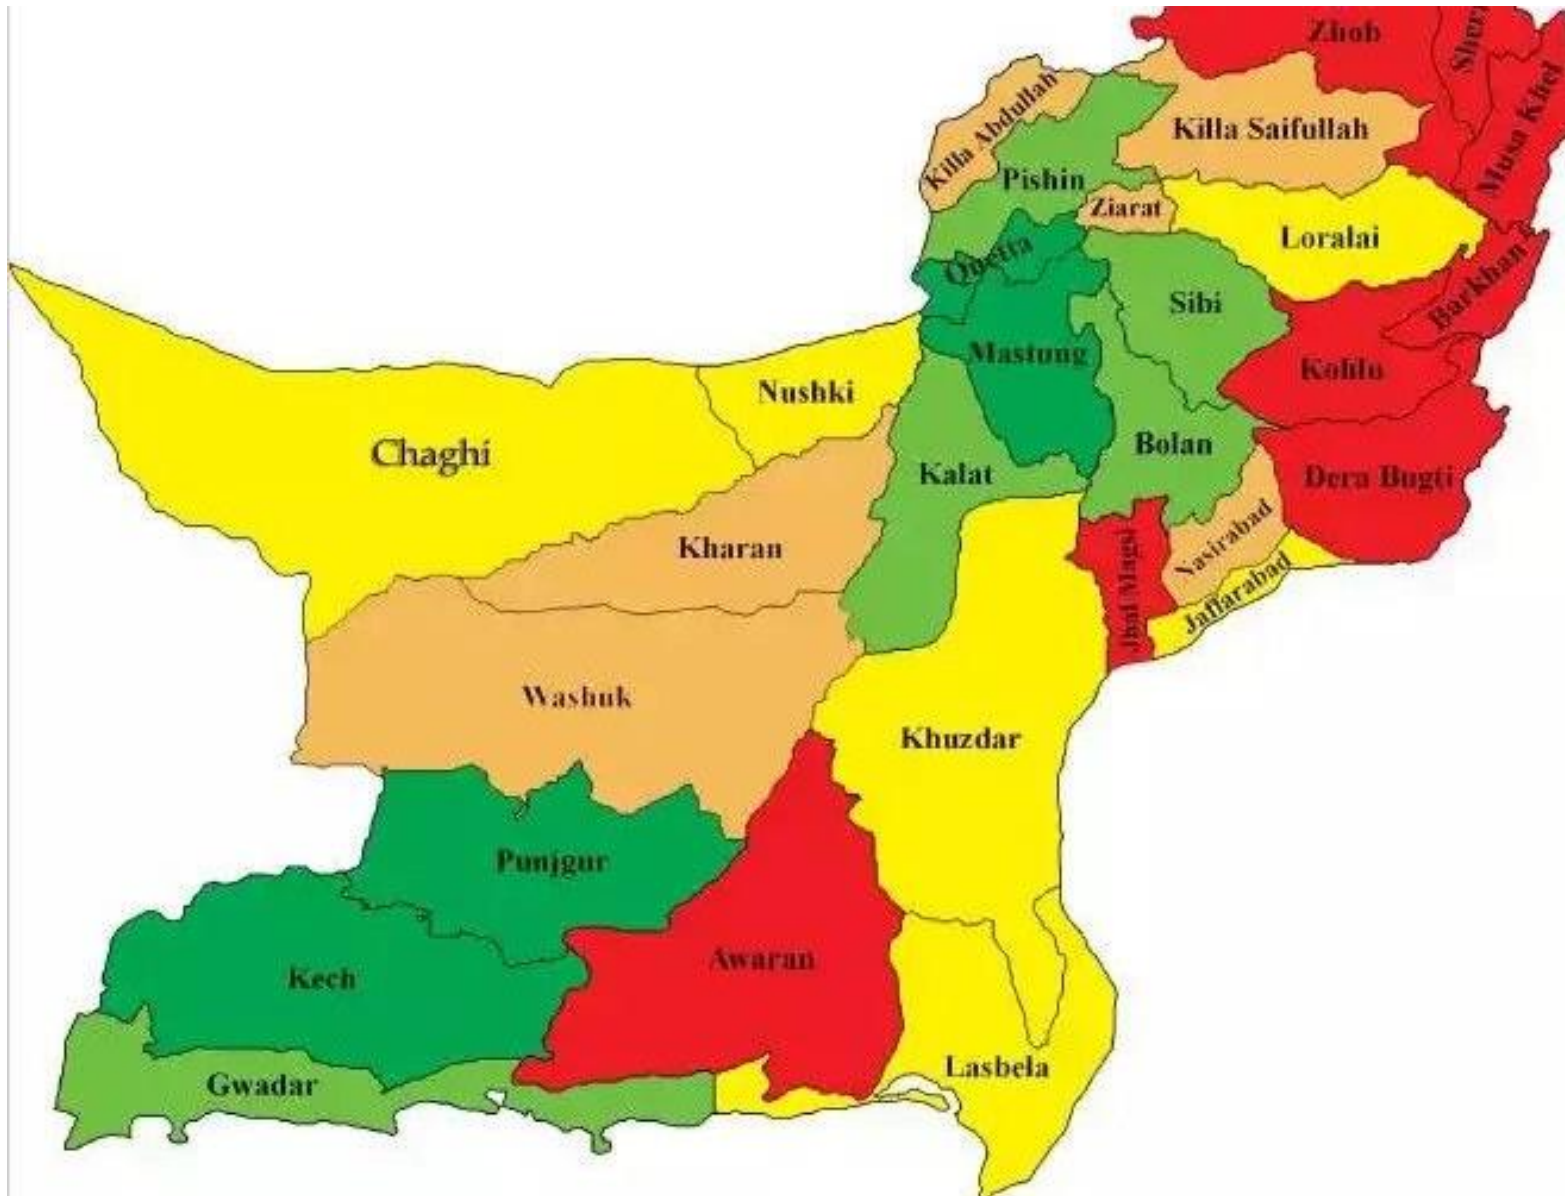 Zhob
Sheri
Musa Khel
Killa Abdullah
Killa Saifullah
Pishin
Ziarat
Loralai
Quetta
Barkhan
Sibi
Mastung
Kohlu
Nushki
Chaghi
Bolan
Kalat
Dera Bugti
Kharan
Nasirabad
Jhal Magsi
Jaffarabad
Washuk
Khuzdar
Punjgur
Awaran
Kech
Lasbela
Gwadar